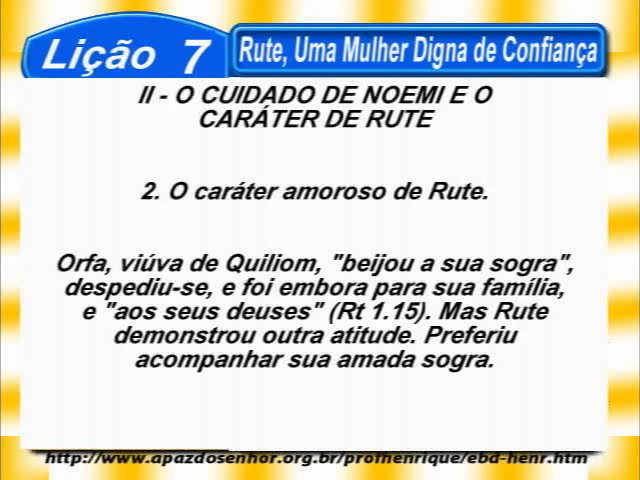 Lição 7
Rute, Uma Mulher Digna de Confiança
II - O CUIDADO DE NOEMI E O
CARÁTER DE RUTE
2. O caráter amoroso de Rute.
Orfa, viúva de Quiliom, "beijou a sua sogra",
despediu-se, e foi embora para sua família,
e "aos seus deuses" (Rt 1.15). Mas Rute
demonstrou outra atitude. Preferiu
acompanhar sua amada sogra.
http://www.apazdosenhor.org.br/profhenrique/ebd-henr.htm